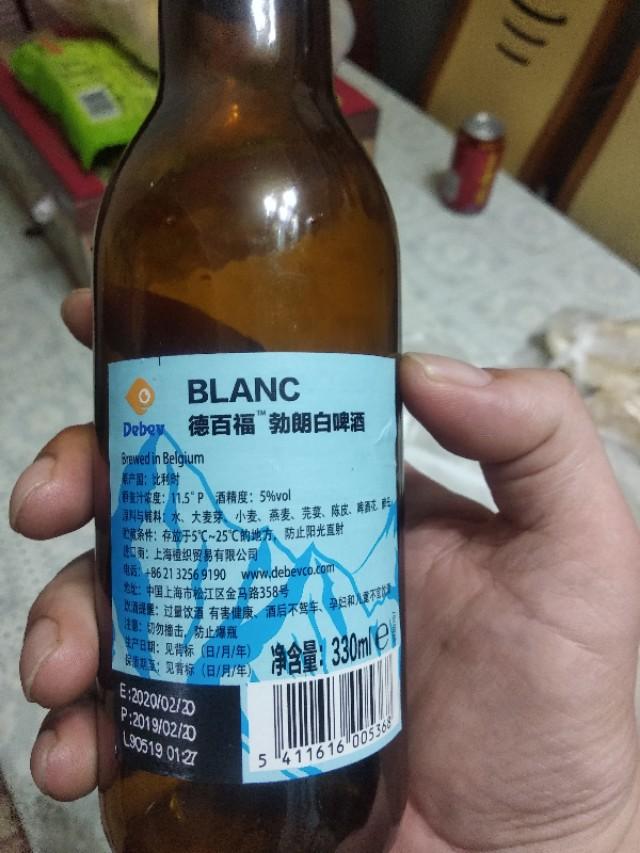 BLANC
Debev
德百福™勃朗白啤酒
Brewed in Belgium
原产国：比利时
原麦汁浓度：11.5°P 酒精度：5%vol
原料与辅料：水、大麦芽、小麦、燕麦、芫荽、陈皮、啤酒花、酵母
贮藏条件：存放于5℃~25℃的地方，防止阳光直射
进口商：上海橙织贸易有限公司
电话：+86 21 3256 9190 www.debevco.com
地址：中国上海市松江区金马路358号
饮酒提醒：过量饮酒 有害健康、酒后不驾车、孕妇和儿童不宜饮酒
注意：切勿撞击，防止爆瓶
生产日期：见背标（日/月/年）
保质期至：见背标（日/月/年）
净含量：330ml ℮
E:2020/02/20
P:2019/02/20
L90519 01:27
5 411616 005368